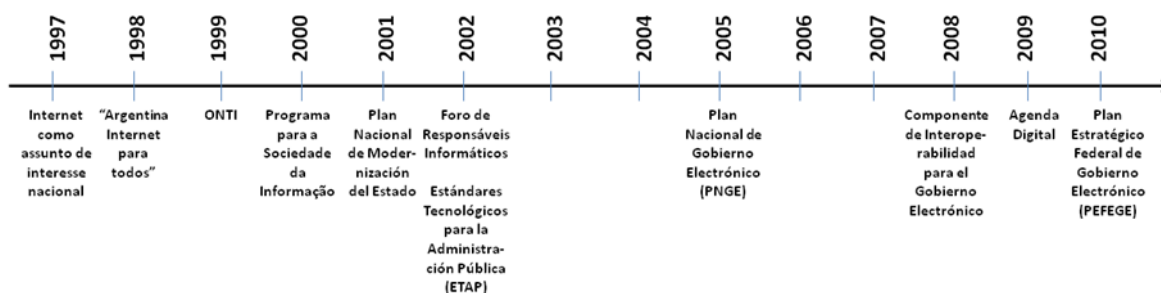 1997
1998
1999
2000
2001
2002
2003
2004
2005
2006
2007
2008
2009
2010
Internet
como
assunto de
interesse
nacional
“Argentina
Internet
para
todos”
ONTI
Programa
para a
Sociedade
da
Informação
Plan
Nacional
de Moder-
nización
del Estado
Foro de
Responsáveis
Informáticos
Estándares
Tecnológicos
para la
Administra-
ción Pública
(ETAP)
Plan
Nacional de
Gobierno
Electrónico
(PNGE)
Componente
de Interope-
rabilidad
para el
Gobierno
Electrónico
Agenda
Digital
Plan
Estratégico
Federal de
Gobierno
Electrónico
(PEFEGE)